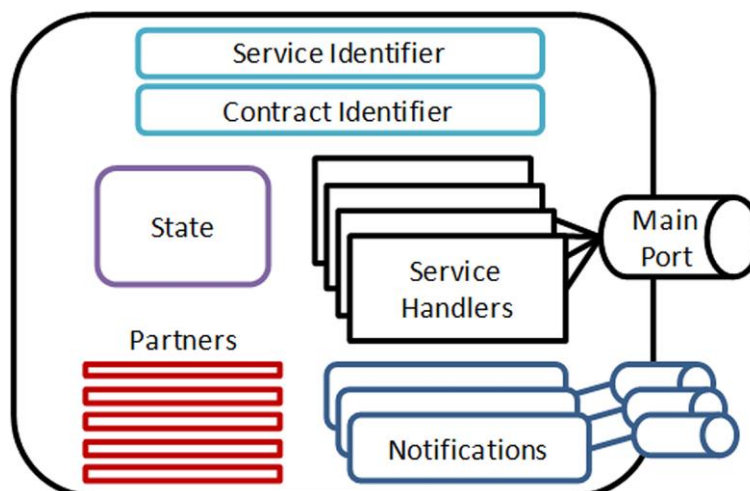 Service Identifier
Contract Identifier
State
Main
Port
Service
Handlers
Partners
Notifications